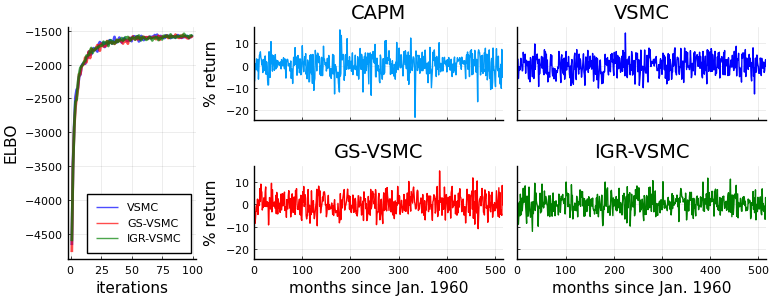 CAPM
VSMC
−1500
−2000
−2500
−3000
−3500
−4000
−4500
ELBO
VSMC
GS-VSMC
IGR-VSMC
0 25 50 75 100
iterations
% return
10
0
−10
−20
GS-VSMC
IGR-VSMC
% return
10
0
−10
−20
0 100 200 300 400 500
months since Jan. 1960
0 100 200 300 400 500
months since Jan. 1960